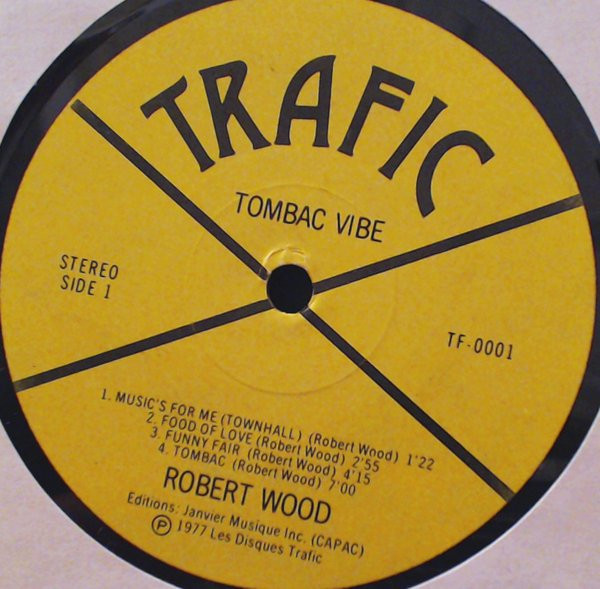 TRAFIC
TOMBAC VIBE
STEREO
SIDE 1
TF-0001
1. MUSIC'S FOR ME (TOWNHALL) (Robert Wood) 1'22
2. FOOD OF LOVE (Robert Wood) 2'55
3. FUNNY FAIR (Robert Wood) 4'15
4. TOMBAC (Robert Wood) 7'00
ROBERT WOOD
Editions: Janvier Musique Inc. (CAPAC)
Ⓟ 1977 Les Disques Trafic